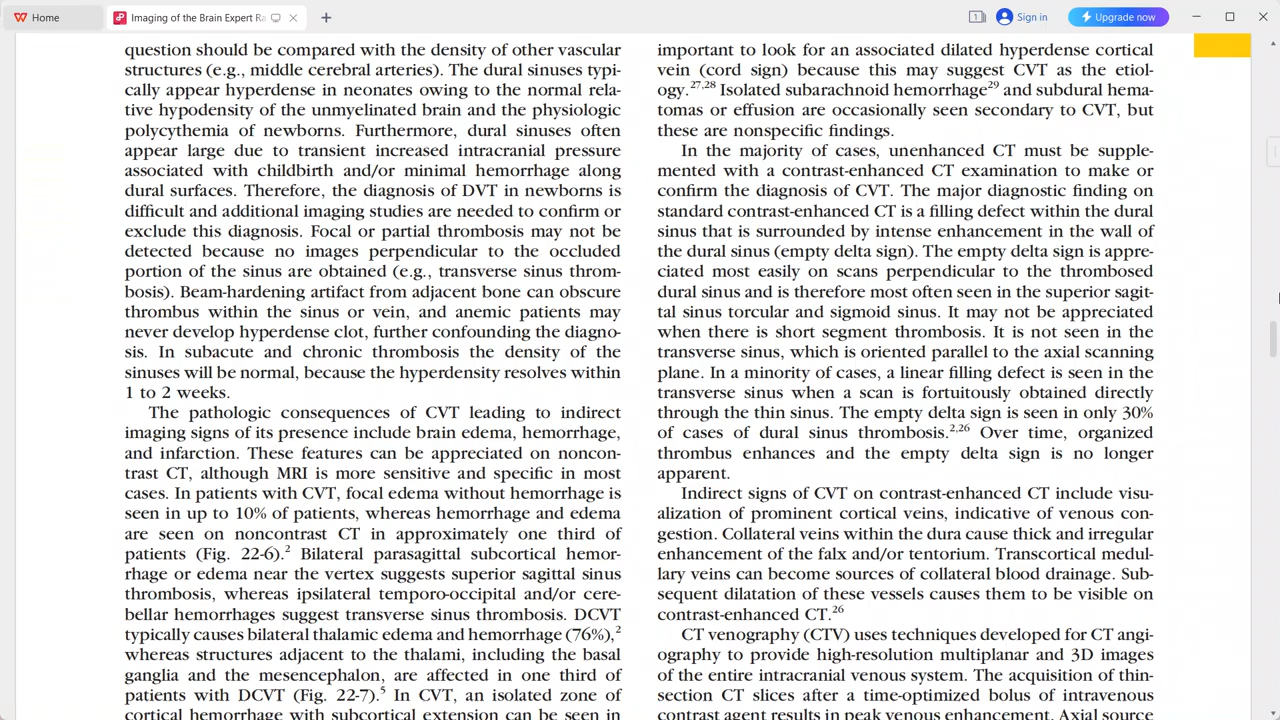 Home
Imaging of the Brain Expert Ra
Sign in
Upgrade now
question should be compared with the density of other vascular
structures (e.g., middle cerebral arteries). The dural sinuses typi-
cally appear hyperdense in neonates owing to the normal rela-
tive hypodensity of the unmyelinated brain and the physiologic
polycythemia of newborns. Furthermore, dural sinuses often
appear large due to transient increased intracranial pressure
associated with childbirth and/or minimal hemorrhage along
dural surfaces. Therefore, the diagnosis of DVT in newborns is
difficult and additional imaging studies are needed to confirm or
exclude this diagnosis. Focal or partial thrombosis may not be
detected because no images perpendicular to the occluded
portion of the sinus are obtained (e.g., transverse sinus throm-
bosis). Beam-hardening artifact from adjacent bone can obscure
thrombus within the sinus or vein, and anemic patients may
never develop hyperdense clot, further confounding the diagno-
sis. In subacute and chronic thrombosis the density of the
sinuses will be normal, because the hyperdensity resolves within
1 to 2 weeks.
The pathologic consequences of CVT leading to indirect
imaging signs of its presence include brain edema, hemorrhage,
and infarction. These features can be appreciated on noncon-
trast CT, although MRI is more sensitive and specific in most
cases. In patients with CVT, focal edema without hemorrhage is
seen in up to 10% of patients, whereas hemorrhage and edema
are seen on noncontrast CT in approximately one third of
patients (Fig. 22-6).2 Bilateral parasagittal subcortical hemor-
rhage or edema near the vertex suggests superior sagittal sinus
thrombosis, whereas ipsilateral temporo-occipital and/or cere-
bellar hemorrhages suggest transverse sinus thrombosis. DCVT
typically causes bilateral thalamic edema and hemorrhage (76%),2
whereas structures adjacent to the thalami, including the basal
ganglia and the mesencephalon, are affected in one third of
patients with DCVT (Fig. 22-7).5 In CVT, an isolated zone of
cortical hemorrhage with subcortical extension can be seen in
important to look for an associated dilated hyperdense cortical
vein (cord sign) because this may suggest CVT as the etiol-
ogy.27,28 Isolated subarachnoid hemorrhage29 and subdural hema-
tomas or effusion are occasionally seen secondary to CVT, but
these are nonspecific findings.
In the majority of cases, unenhanced CT must be supple-
mented with a contrast-enhanced CT examination to make or
confirm the diagnosis of CVT. The major diagnostic finding on
standard contrast-enhanced CT is a filling defect within the dural
sinus that is surrounded by intense enhancement in the wall of
the dural sinus (empty delta sign). The empty delta sign is appre-
ciated most easily on scans perpendicular to the thrombosed
dural sinus and is therefore most often seen in the superior sagit-
tal sinus torcular and sigmoid sinus. It may not be appreciated
when there is short segment thrombosis. It is not seen in the
transverse sinus, which is oriented parallel to the axial scanning
plane. In a minority of cases, a linear filling defect is seen in the
transverse sinus when a scan is fortuitously obtained directly
through the thin sinus. The empty delta sign is seen in only 30%
of cases of dural sinus thrombosis.2,26 Over time, organized
thrombus enhances and the empty delta sign is no longer
apparent.
Indirect signs of CVT on contrast-enhanced CT include visu-
alization of prominent cortical veins, indicative of venous con-
gestion. Collateral veins within the dura cause thick and irregular
enhancement of the falx and/or tentorium. Transcortical medul-
lary veins can become sources of collateral blood drainage. Sub-
sequent dilatation of these vessels causes them to be visible on
contrast-enhanced CT.26
CT venography (CTV) uses techniques developed for CT angi-
ography to provide high-resolution multiplanar and 3D images
of the entire intracranial venous system. The acquisition of thin-
section CT slices after a time-optimized bolus of intravenous
contrast agent results in peak venous enhancement. Axial source